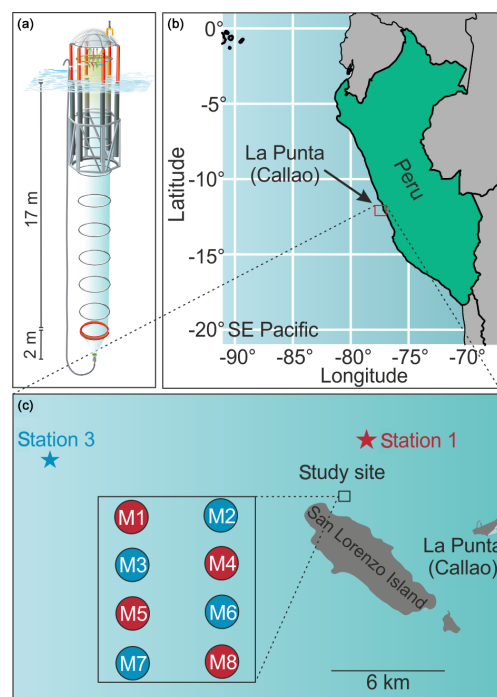 (a)
17 m
2 m
(b)
0°
-5°
-10°
-15°
-20°
Latitude
La Punta
(Callao)
Peru
SE Pacific
-90° -85° -80° -75° -70°
Longitude
(c)
Station 3
Station 1
Study site
M1 M2
M3 M4
M5 M6
M7 M8
San Lorenzo Island
La Punta
(Callao)
6 km